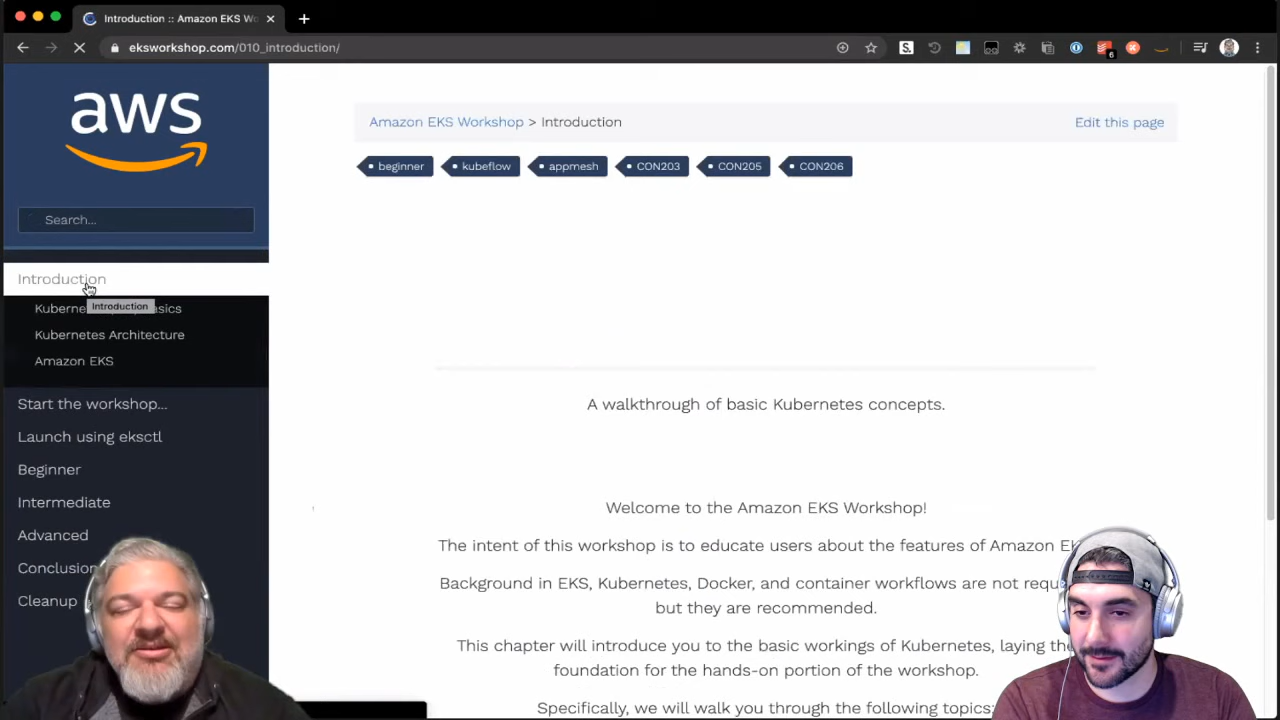 Introduction :: Amazon EKS Wo
eksworkshop.com/010_introduction/
6
aws
Search...
Introduction
Introduction
Kubernetes Architecture
Amazon EKS
Start the workshop...
Launch using eksctl
Beginner
Intermediate
Advanced
Conclusion
Cleanup
Amazon EKS Workshop > Introduction
Edit this page
beginner
kubeflow
appmesh
CON203
CON205
CON206
A walkthrough of basic Kubernetes concepts.
Welcome to the Amazon EKS Workshop!
The intent of this workshop is to educate users about the features of Amazon
Background in EKS, Kubernetes, Docker, and container workflows are not
but they are recommended.
This chapter will introduce you to the basic workings of Kubernetes, laying the
foundation for the hands-on portion of the workshop.
Specifically, we will walk you through the following topics: